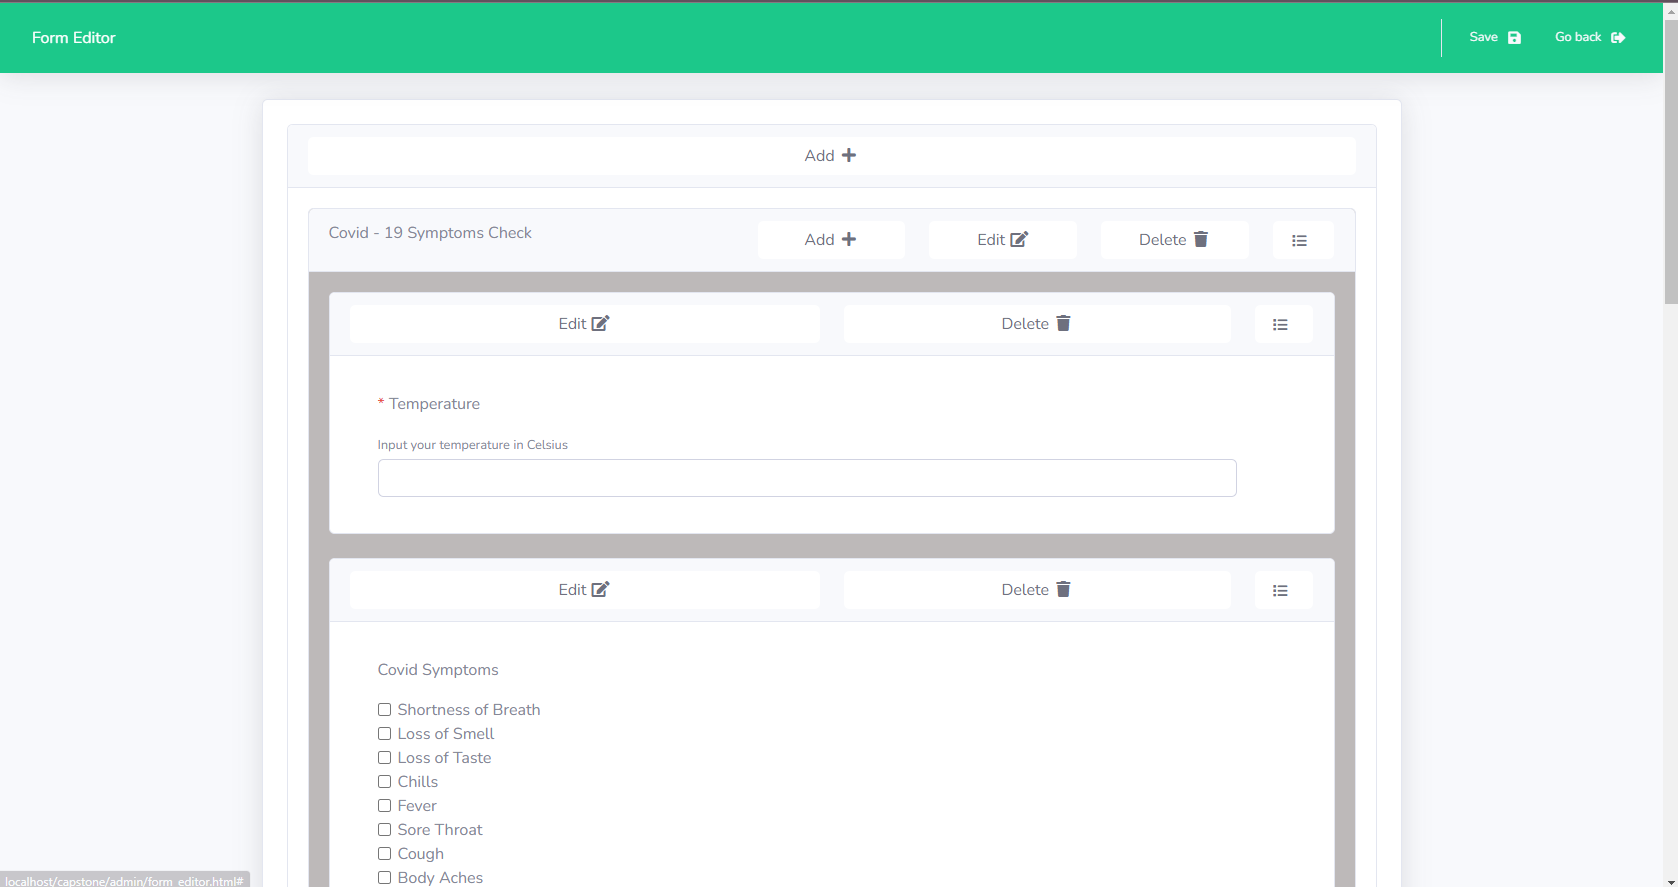 Form Editor
Save
Go back
Add
Covid - 19 Symptoms Check
Add
Edit
Delete
Edit
Delete
* Temperature
Input your temperature in Celsius
Edit
Delete
Covid Symptoms
Shortness of Breath
Loss of Smell
Loss of Taste
Chills
Fever
Sore Throat
Cough
Body Aches
localhost/capstone/admin/form_editor.html#